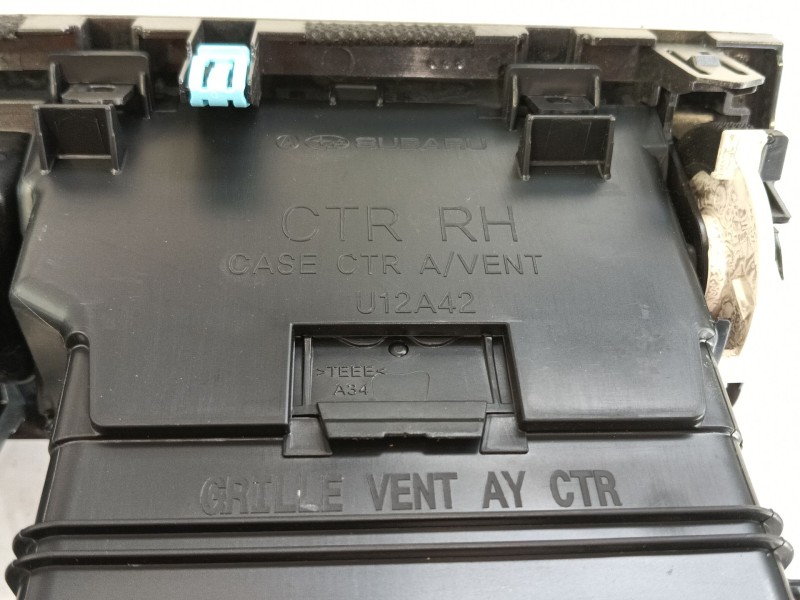 SUBARU
CTR RH
CASE CTR A/VENT
U12A42
>TEEE<
A34
GRILLE VENT AY CTR